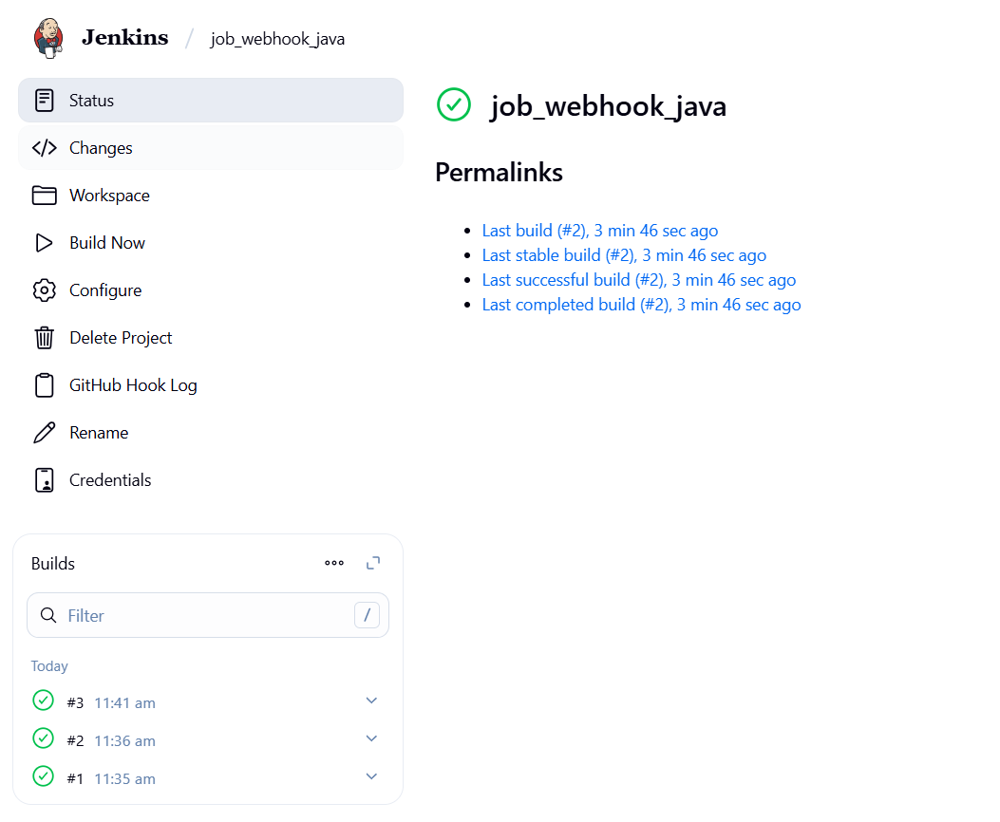 Jenkins / job_webhook_java
Status
Changes
Workspace
Build Now
Configure
Delete Project
GitHub Hook Log
Rename
Credentials
Builds
Filter /
Today
#3 11:41 am
#2 11:36 am
#1 11:35 am
job_webhook_java
Permalinks
Last build (#2), 3 min 46 sec ago
Last stable build (#2), 3 min 46 sec ago
Last successful build (#2), 3 min 46 sec ago
Last completed build (#2), 3 min 46 sec ago